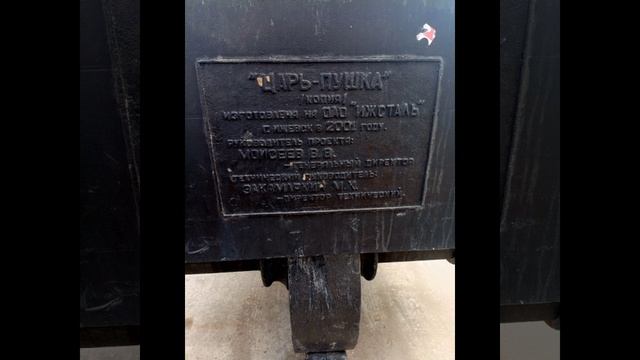 "ЦАРЬ-ПУШКА"
/КОПИЯ/
ИЗГОТОВЛЕНА НА ОАО "ИЖСТАЛЬ"
Г. ИЖЕВСК В 2001 ГОДУ.
РУКОВОДИТЕЛЬ ПРОЕКТА:
МОИСЕЕВ В.В.
-ГЕНЕРАЛЬНЫЙ ДИРЕКТОР
ТЕХНИЧЕСКИЙ РУКОВОДИТЕЛЬ:
М.Х.
-ДИРЕКТОР ТЕХНИЧЕСКИЙ.